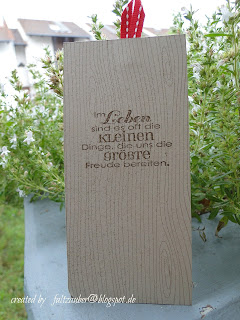 Im Leben
sind es oft die
KLEINEN
Dinge, die uns die
GRÖßTE
Freude bereiten.
created by faltzauber@blogspot.de